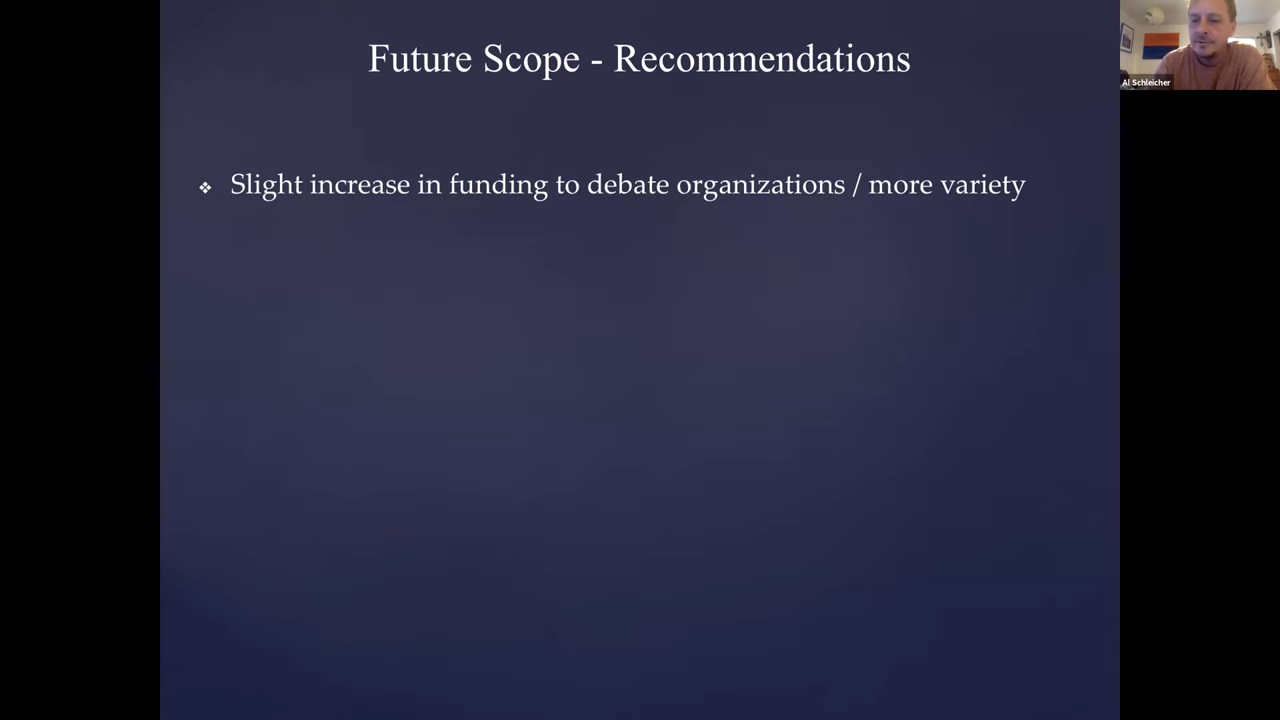 Future Scope - Recommendations
Al Schleicher
❖ Slight increase in funding to debate organizations / more variety